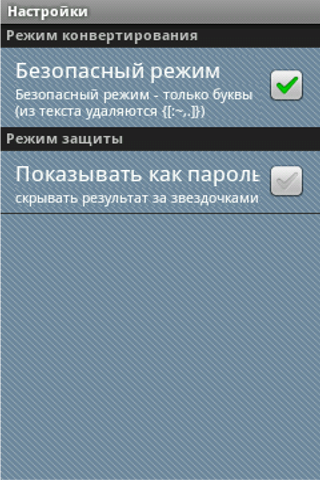 Настройки
Режим конвертирования
Безопасный режим
Безопасный режим - только буквы
(из текста удаляются {[:~,.]})
Режим защиты
Показывать как пароль
скрывать результат за звездочками